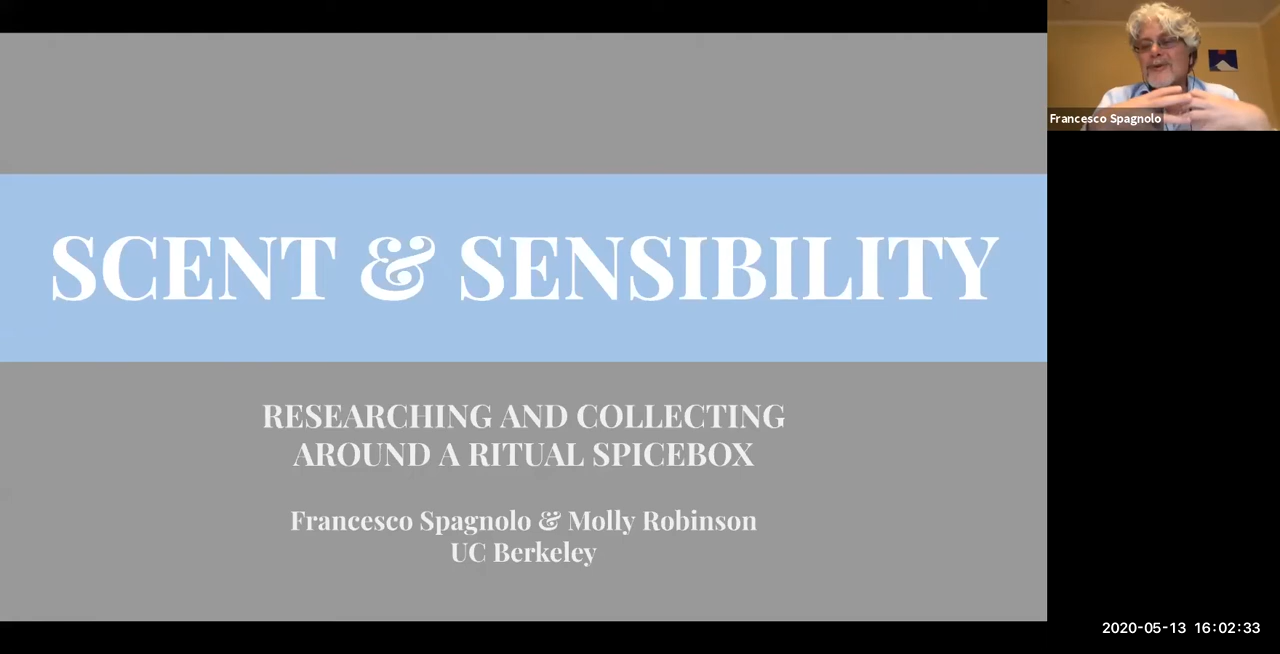 SCENT & SENSIBILITY
RESEARCHING AND COLLECTING
AROUND A RITUAL SPICEBOX
Francesco Spagnolo & Molly Robinson
UC Berkeley
Francesco Spagnolo
2020-05-13 16:02:33